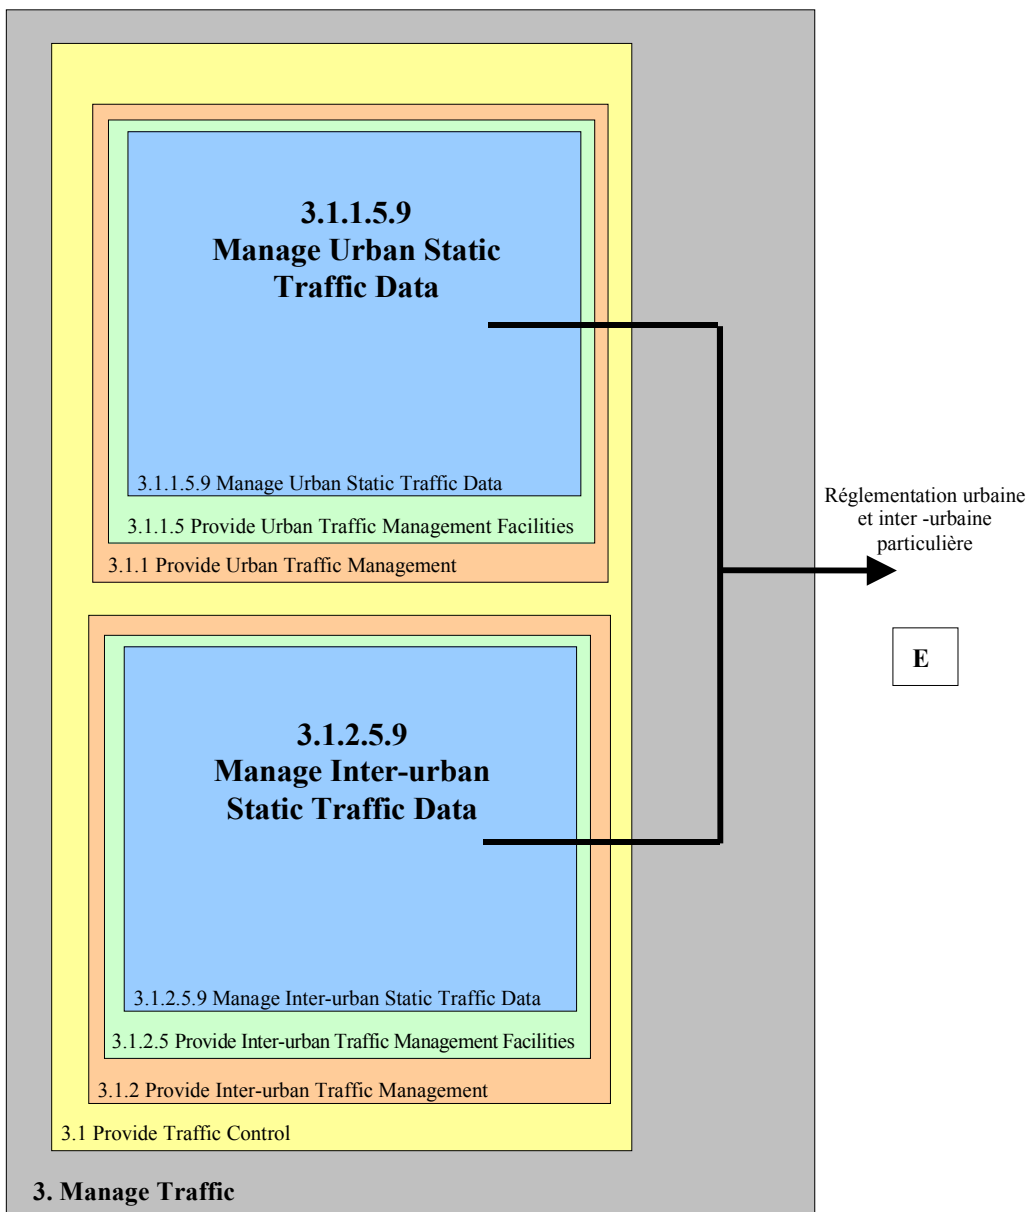 3.1.1.5.9
Manage Urban Static
Traffic Data
3.1.1.5.9 Manage Urban Static Traffic Data
3.1.1.5 Provide Urban Traffic Management Facilities
3.1.1 Provide Urban Traffic Management
Réglementation urbaine
et inter -urbaine
particulière
E
3.1.2.5.9
Manage Inter-urban
Static Traffic Data
3.1.2.5.9 Manage Inter-urban Static Traffic Data
3.1.2.5 Provide Inter-urban Traffic Management Facilities
3.1.2 Provide Inter-urban Traffic Management
3.1 Provide Traffic Control
3. Manage Traffic